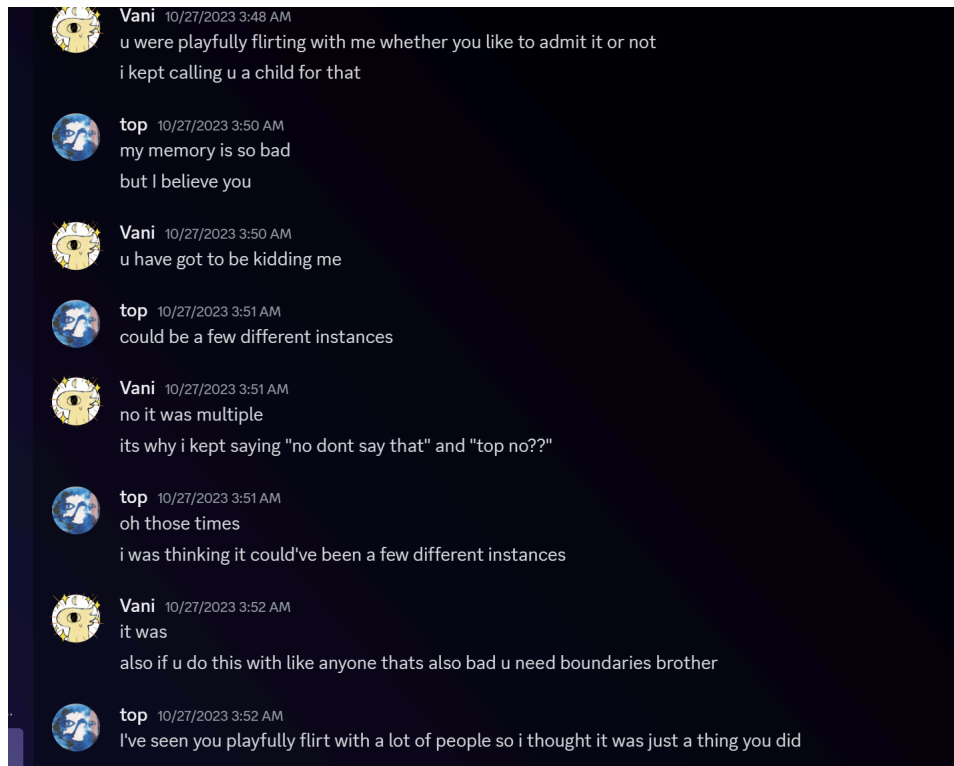 Vani 10/27/2023 3:48 AM
u were playfully flirting with me whether you like to admit it or not
i kept calling u a child for that
top 10/27/2023 3:50 AM
my memory is so bad
but I believe you
Vani 10/27/2023 3:50 AM
u have got to be kidding me
top 10/27/2023 3:51 AM
could be a few different instances
Vani 10/27/2023 3:51 AM
no it was multiple
its why i kept saying "no dont say that" and "top no??"
top 10/27/2023 3:51 AM
oh those times
i was thinking it could've been a few different instances
Vani 10/27/2023 3:52 AM
it was
also if u do this with like anyone thats also bad u need boundaries brother
top 10/27/2023 3:52 AM
I've seen you playfully flirt with a lot of people so i thought it was just a thing you did